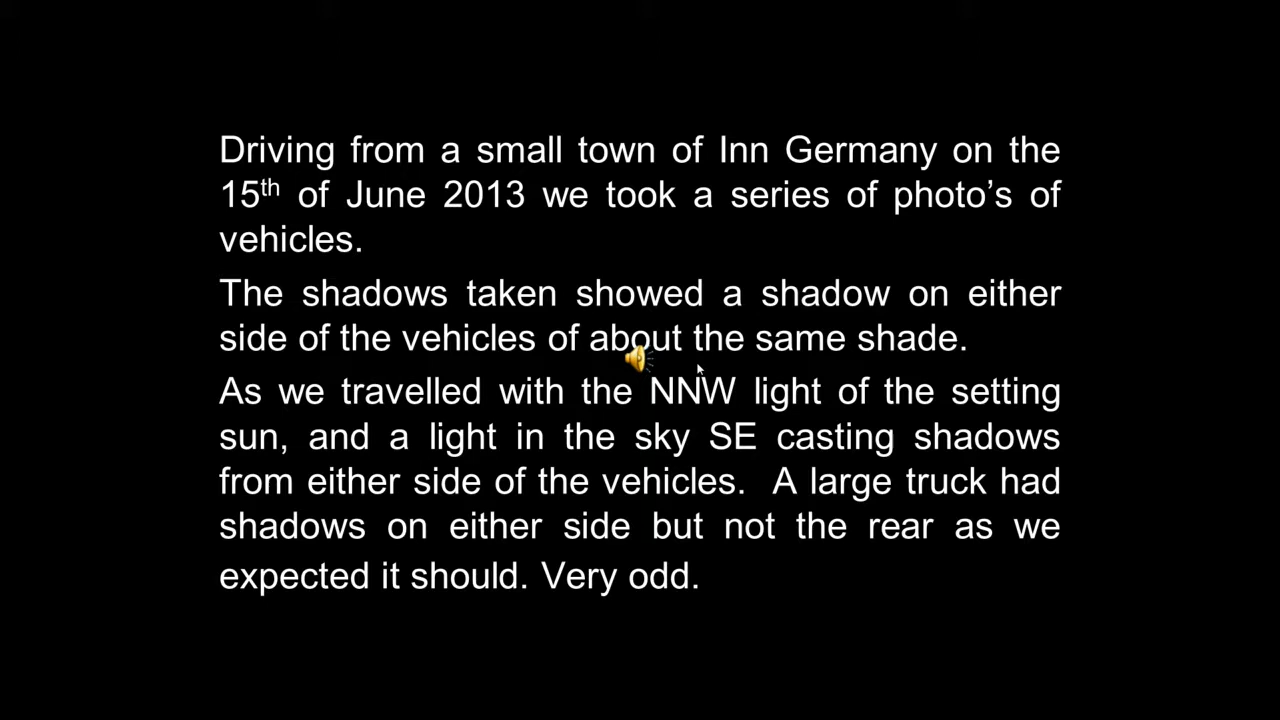 Driving from a small town of Inn Germany on the
15th of June 2013 we took a series of photo’s of
vehicles.
The shadows taken showed a shadow on either
side of the vehicles of about the same shade.
As we travelled with the NNW light of the setting
sun, and a light in the sky SE casting shadows
from either side of the vehicles.  A large truck had
shadows on either side but not the rear as we
expected it should. Very odd.